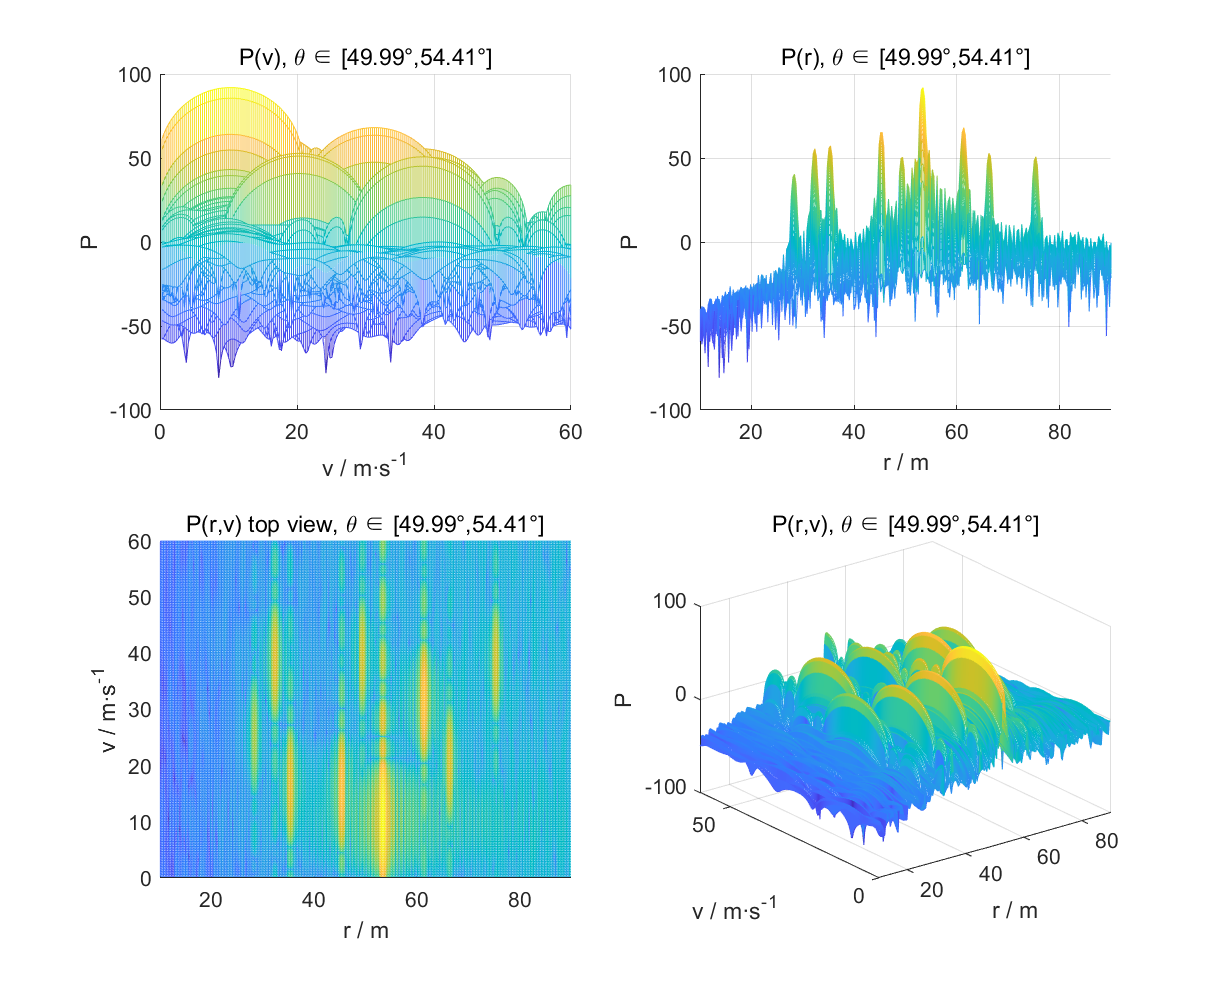 P(v), θ ∈ [49.99°,54.41°]
100
50
0
-50
-100
P
0
20
40
60
v / m·s⁻¹
P(r), θ ∈ [49.99°,54.41°]
100
50
0
-50
-100
P
20
40
60
80
r / m
P(r,v) top view, θ ∈ [49.99°,54.41°]
60
50
40
30
20
10
0
v / m·s⁻¹
20
40
60
80
r / m
P(r,v), θ ∈ [49.99°,54.41°]
100
0
-100
P
50
0
v / m·s⁻¹
20
40
60
80
r / m